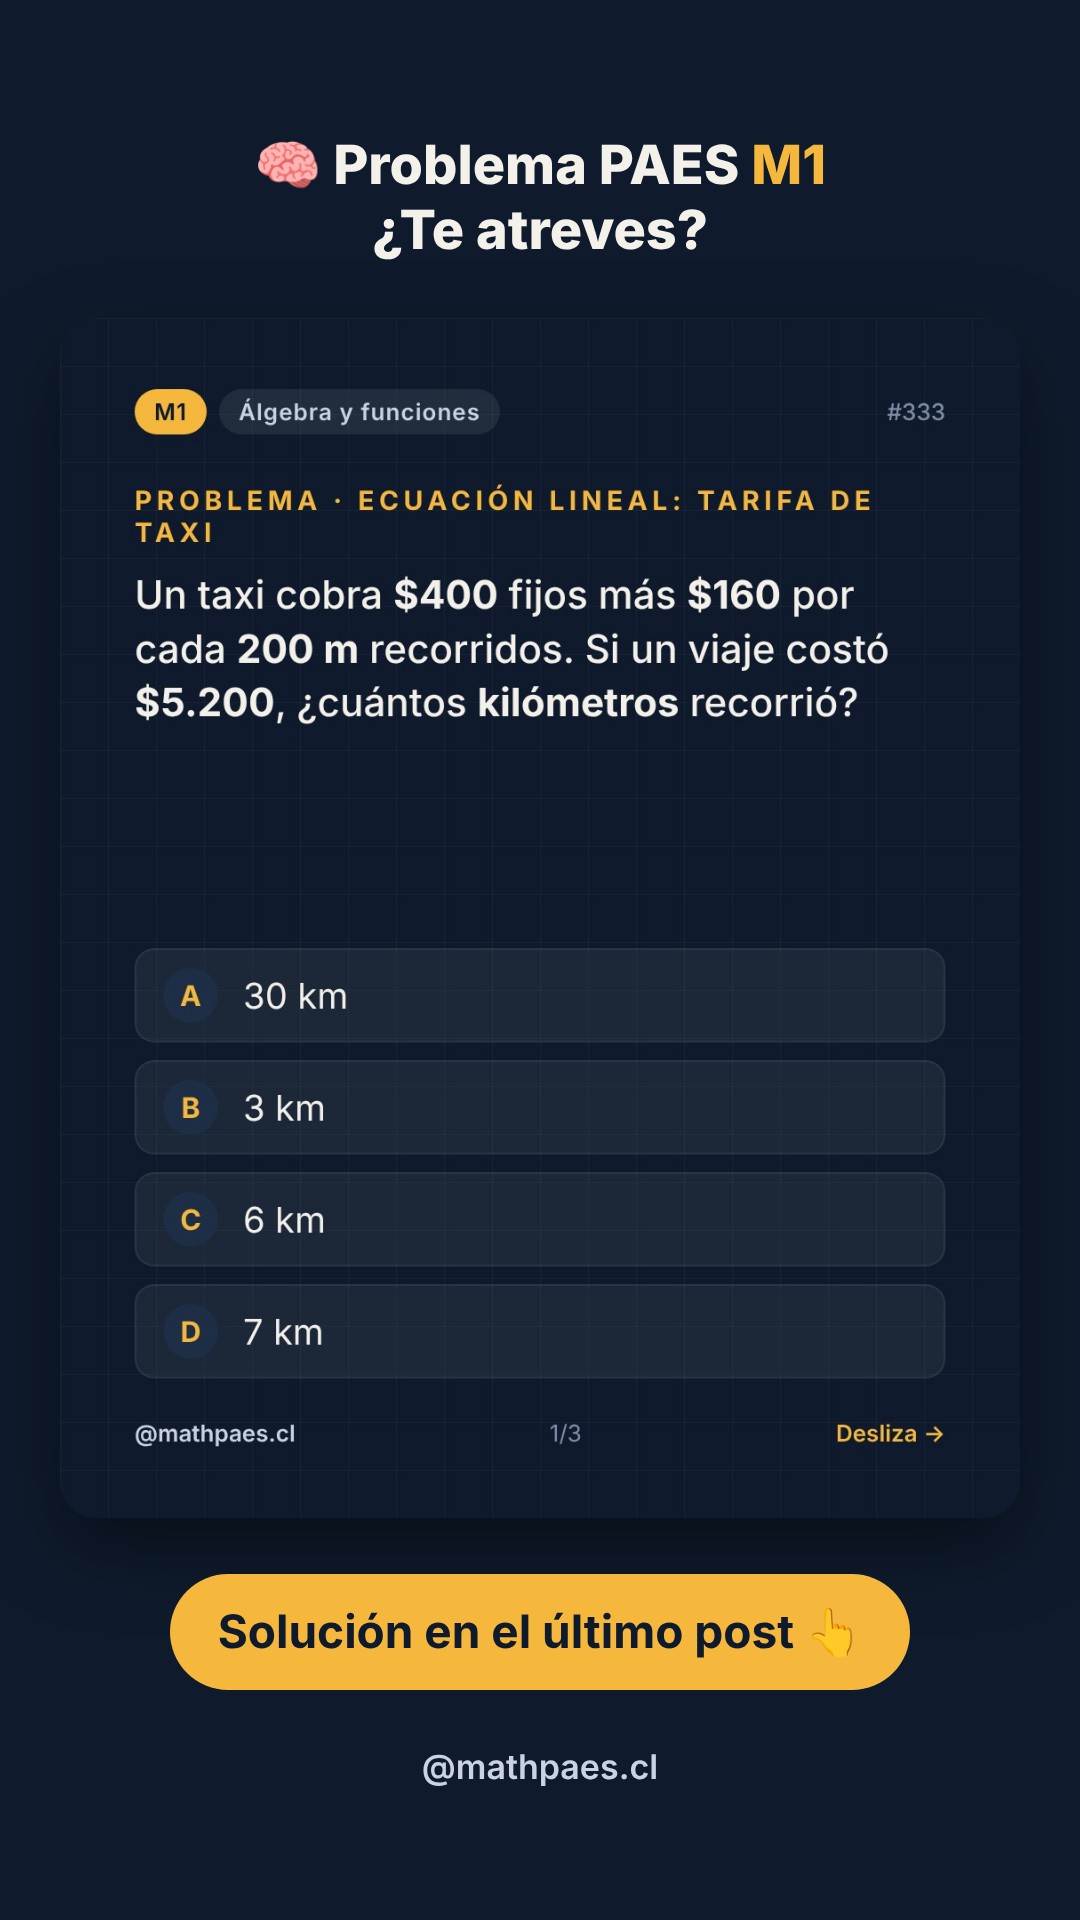 🧠 Problema PAES M1
¿Te atreves?
M1 Álgebra y funciones #333
PROBLEMA · ECUACIÓN LINEAL: TARIFA DE
TAXI
Un taxi cobra $400 fijos más $160 por
cada 200 m recorridos. Si un viaje costó
$5.200, ¿cuántos kilómetros recorrió?
A 30 km
B 3 km
C 6 km
D 7 km
@mathpaes.cl 1/3 Desliza →
Solución en el último post 👆
@mathpaes.cl